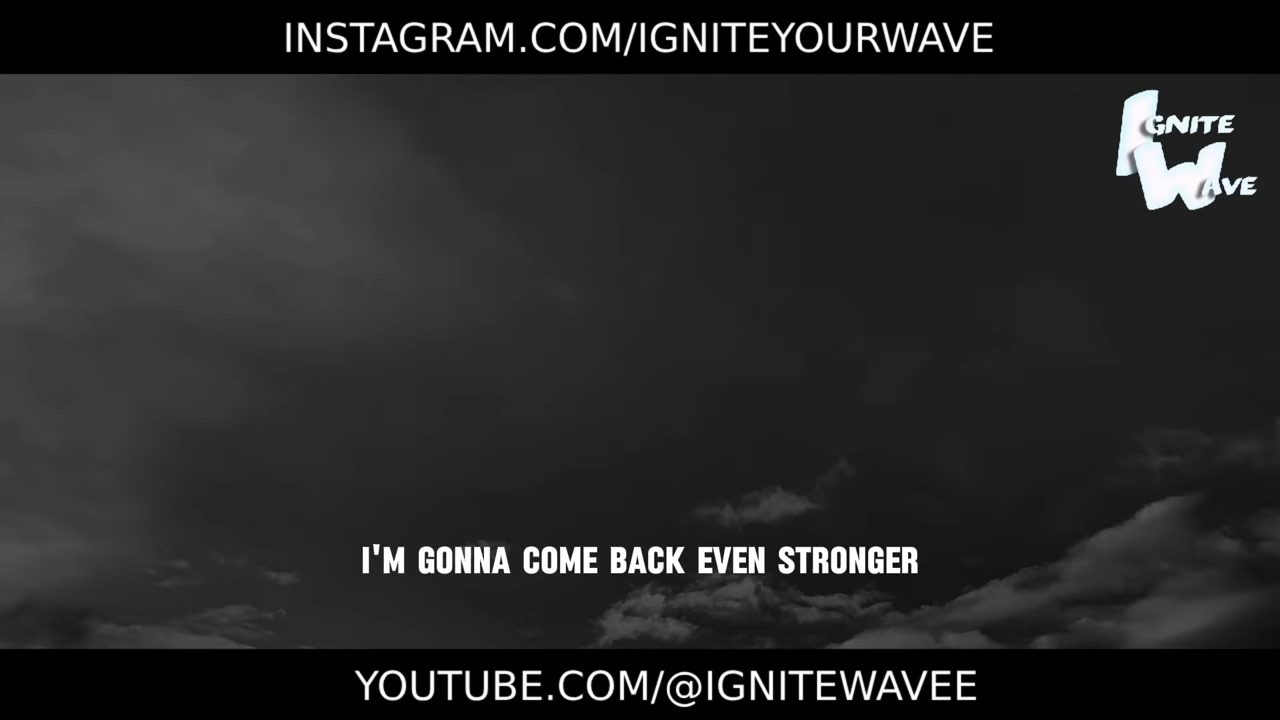 INSTAGRAM.COM/IGNITEYOURWAVE
IGNITE
WAVE
I'M GONNA COME BACK EVEN STRONGER
YOUTUBE.COM/@IGNITEWAVEE